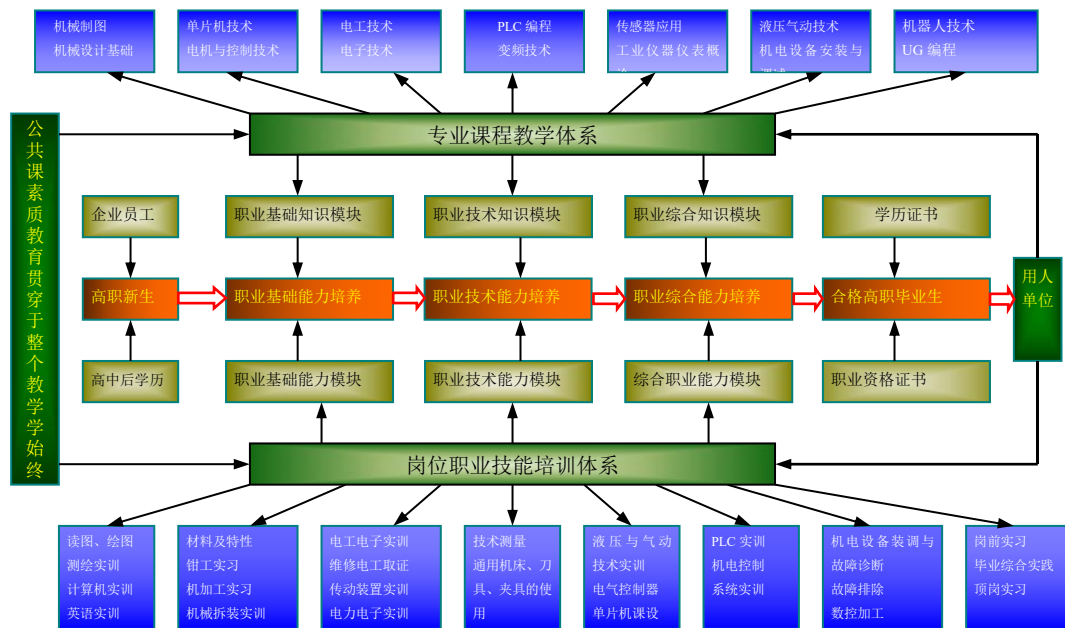 机械制图
机械设计基础
单片机技术
电机与控制技术
电工技术
电子技术
PLC 编程
变频技术
传感器应用
工业仪器仪表概
液压气动技术
机电设备安装与
机器人技术
UG 编程
公共课素质教育贯穿于整个教学学始终
专业课程教学体系
企业员工
职业基础知识模块
职业技术知识模块
职业综合知识模块
学历证书
高职新生
职业基础能力培养
职业技术能力培养
职业综合能力培养
合格高职毕业生
用人
单位
高中后学历
职业基础能力模块
职业技术能力模块
综合职业能力模块
职业资格证书
岗位职业技能培训体系
读图、绘图
测绘实训
计算机实训
英语实训
材料及特性
钳工实习
机加工实习
机械拆装实训
电工电子实训
维修电工取证
传动装置实训
电力电子实训
技术测量
通用机床、刀
具、夹具的使
用
液压与气动
技术实训
电气控制器
单片机课设
PLC 实训
机电控制
系统实训
机电设备装调与
故障诊断
故障排除
数控加工
岗前实习
毕业综合实践
顶岗实习